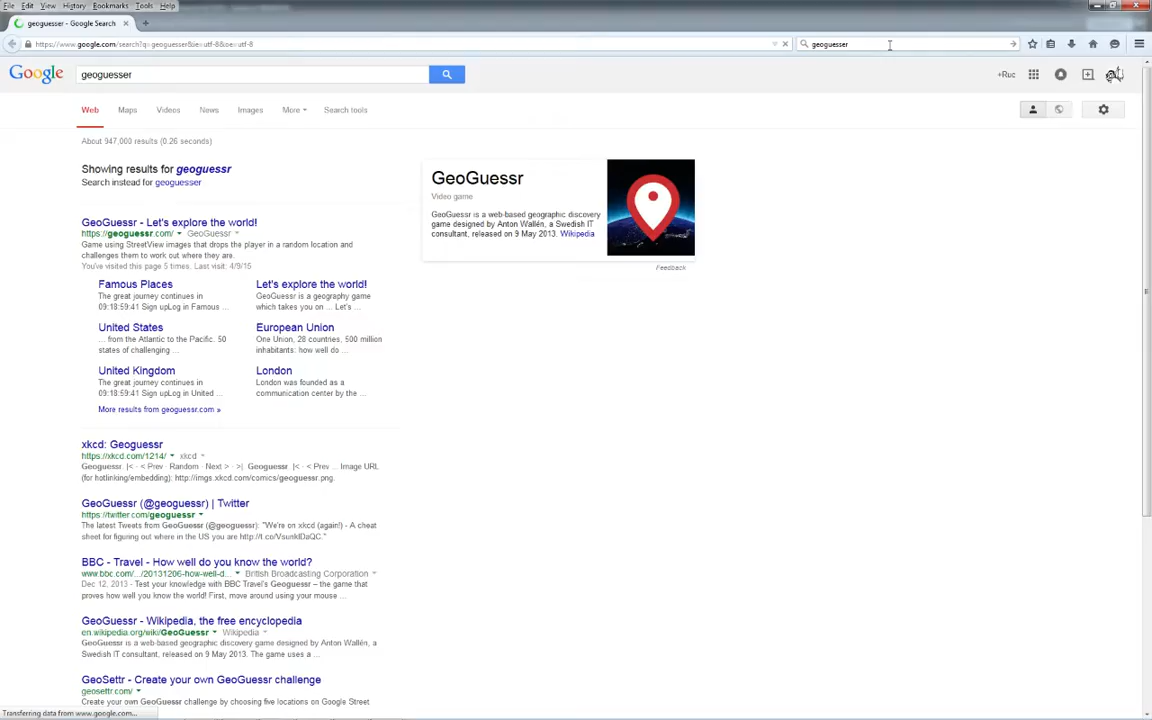 File Edit View History Bookmarks Tools Help
geoguesser - Google Search
https://www.google.com/search?q=geoguesser&ie=utf-8&oe=utf-8
geoguesser
Google geoguesser
+Ruc
Web Maps Videos News Images More Search tools
About 947,000 results (0.26 seconds)
Showing results for geoguessr
Search instead for geoguesser
GeoGuessr - Let's explore the world!
https://geoguessr.com/ GeoGuessr
Game using StreetView images that drops the player in a random location and
challenges them to work out where they are.
You've visited this page 5 times. Last visit: 4/9/15
Famous Places
The great journey continues in
09:18:59:41 Sign upLog in Famous ...
Let's explore the world!
GeoGuessr is a geography game
which takes you on ... Let's ...
United States
... from the Atlantic to the Pacific. 50
states of challenging ...
European Union
One Union, 28 countries, 500 million
inhabitants: how well do ...
United Kingdom
The great journey continues in
09:18:59:41 Sign upLog in United ...
London
London was founded as a
communication center by the ...
More results from geoguessr.com »
xkcd: Geoguessr
https://xkcd.com/1214/ xkcd
Geoguessr. |< · < Prev · Random · Next > · >| Geoguessr. |< · < Prev ... Image URL
(for hotlinking/embedding): http://imgs.xkcd.com/comics/geoguessr.png.
GeoGuessr (@geoguessr) | Twitter
https://twitter.com/geoguessr
The latest Tweets from GeoGuessr (@geoguessr): "We're on xkcd (again!) - A cheat
sheet for figuring out where in the US you are http://t.co/VsunklDaQC."
BBC - Travel - How well do you know the world?
www.bbc.com/.../20131206-how-well-d... British Broadcasting Corporation
Dec 12, 2013 - Test your knowledge with BBC Travel's Geoguessr – the game that
proves how well you know the world! First, move around using your mouse ...
GeoGuessr - Wikipedia, the free encyclopedia
en.wikipedia.org/wiki/GeoGuessr Wikipedia
GeoGuessr is a web-based geographic discovery game designed by Anton Wallén, a
Swedish IT consultant, released on 9 May 2013. The game uses a ...
GeoSettr - Create your own GeoGuessr challenge
geosettr.com/
Create your own GeoGuessr challenge by choosing five locations on Google Street
GeoGuessr
Video game
GeoGuessr is a web-based geographic discovery
game designed by Anton Wallén, a Swedish IT
consultant, released on 9 May 2013. Wikipedia
Feedback
Transferring data from www.google.com...